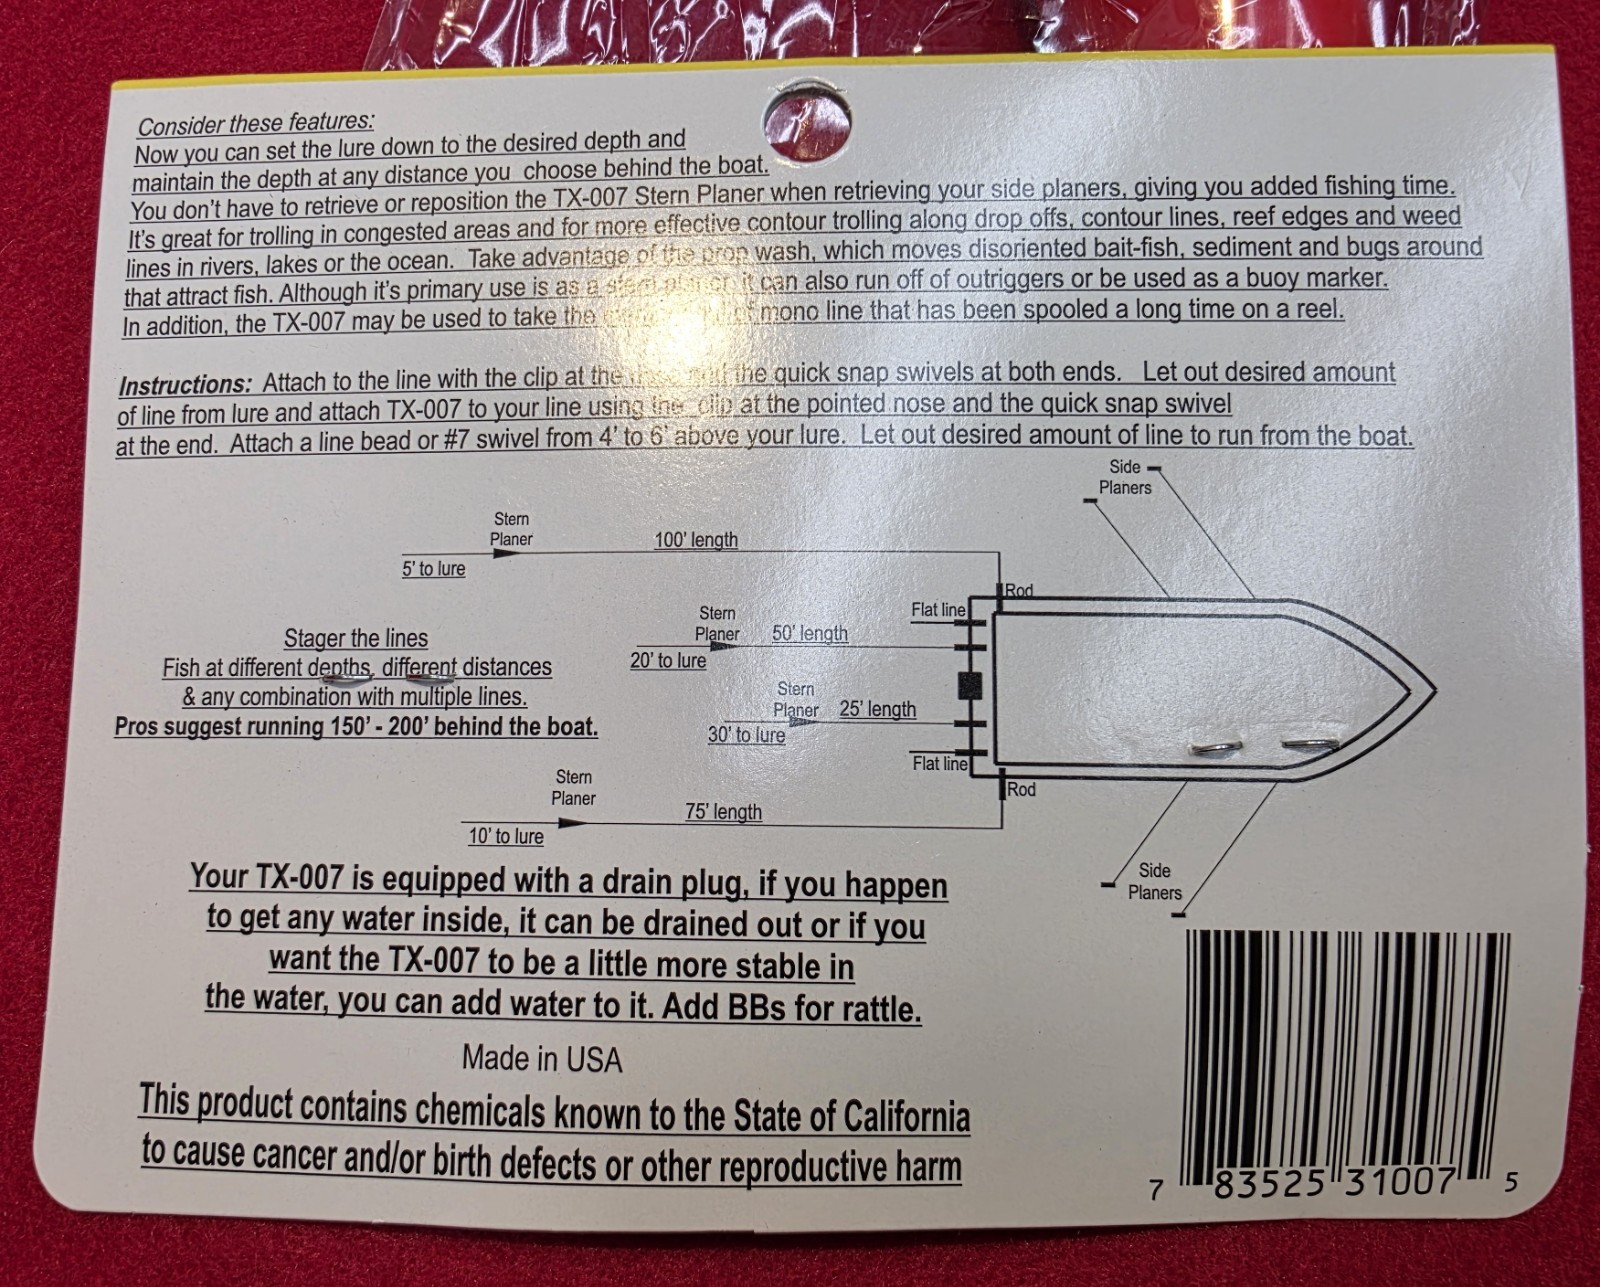 Consider these features:
Now you can set the lure down to the desired depth and
maintain the depth at any distance you choose behind the boat.
You don't have to retrieve or reposition the TX-007 Stern Planer when retrieving your side planers, giving you added fishing time.
It's great for trolling in congested areas and for more effective contour trolling along drop offs, contour lines, reef edges and weed
lines in rivers, lakes or the ocean. Take advantage of the prop wash, which moves disoriented bait-fish, sediment and bugs around
that attract fish. Although it's primary use is as a stern planer it can also run off of outriggers or be used as a buoy marker.
In addition, the TX-007 may be used to take the of mono line that has been spooled a long time on a reel.
Instructions: Attach to the line with the clip at the and the quick snap swivels at both ends. Let out desired amount
of line from lure and attach TX-007 to your line using the clip at the pointed nose and the quick snap swivel
at the end. Attach a line bead or #7 swivel from 4' to 6' above your lure. Let out desired amount of line to run from the boat.
Side
Planers
Stern
Planer
100' length
5' to lure
Rod
Flat line
Stern
Planer
50' length
20' to lure
Stager the lines
Fish at different depths, different distances
& any combination with multiple lines.
Pros suggest running 150' - 200' behind the boat.
Stern
Planer
25' length
30' to lure
Flat line
Rod
Stern
Planer
75' length
10' to lure
Side
Planers
Your TX-007 is equipped with a drain plug, if you happen
to get any water inside, it can be drained out or if you
want the TX-007 to be a little more stable in
the water, you can add water to it. Add BBs for rattle.
Made in USA
This product contains chemicals known to the State of California
to cause cancer and/or birth defects or other reproductive harm
7 83525 31007 5